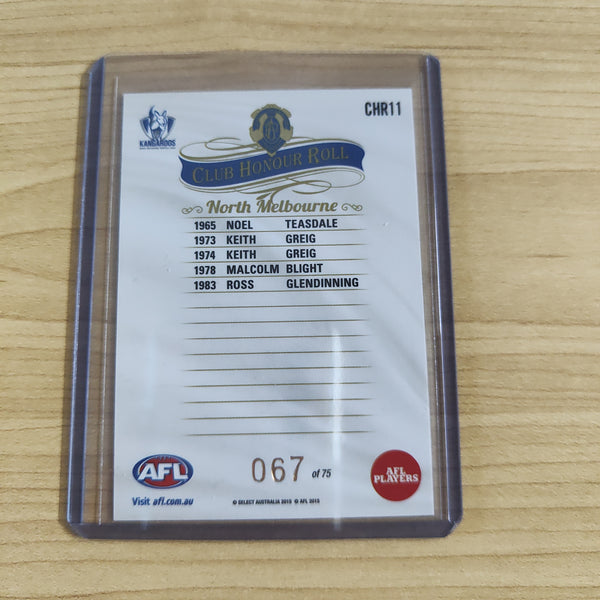 CHR11
KANGAROOS
CLUB HONOUR ROLL
North Melbourne
1965 NOEL TEASDALE
1973 KEITH GREIG
1974 KEITH GREIG
1978 MALCOLM BLIGHT
1983 ROSS GLENDINNING
AFL
067 of 75
AFL PLAYERS
Visit afl.com.au
© SELECT AUSTRALIA 2015 © AFL 2015